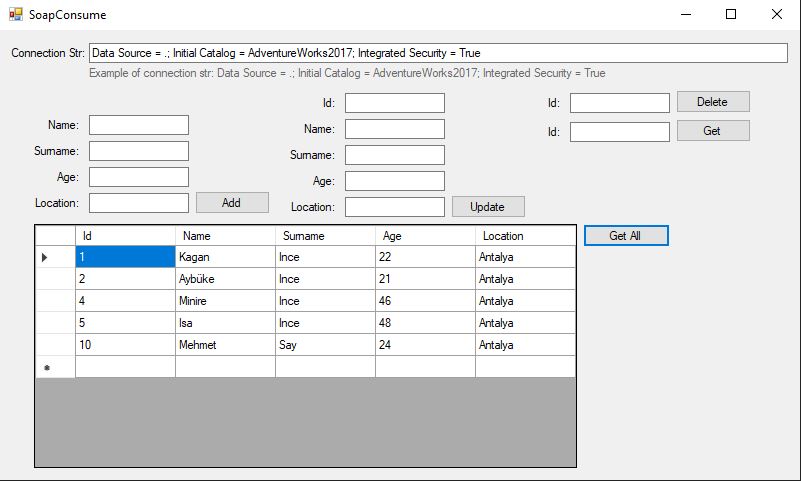 SoapConsume
Connection Str: Data Source = .; Initial Catalog = AdventureWorks2017; Integrated Security = True
Example of connection str: Data Source = .; Initial Catalog = AdventureWorks2017; Integrated Security = True
Id: Id: Delete
Name: Name: Id: Get
Surname: Surname:
Age: Age:
Location: Add Location: Update
Id Name Surname Age Location Get All
1 Kagan Ince 22 Antalya
2 Aybüke Ince 21 Antalya
4 Minire Ince 46 Antalya
5 Isa Ince 48 Antalya
10 Mehmet Say 24 Antalya